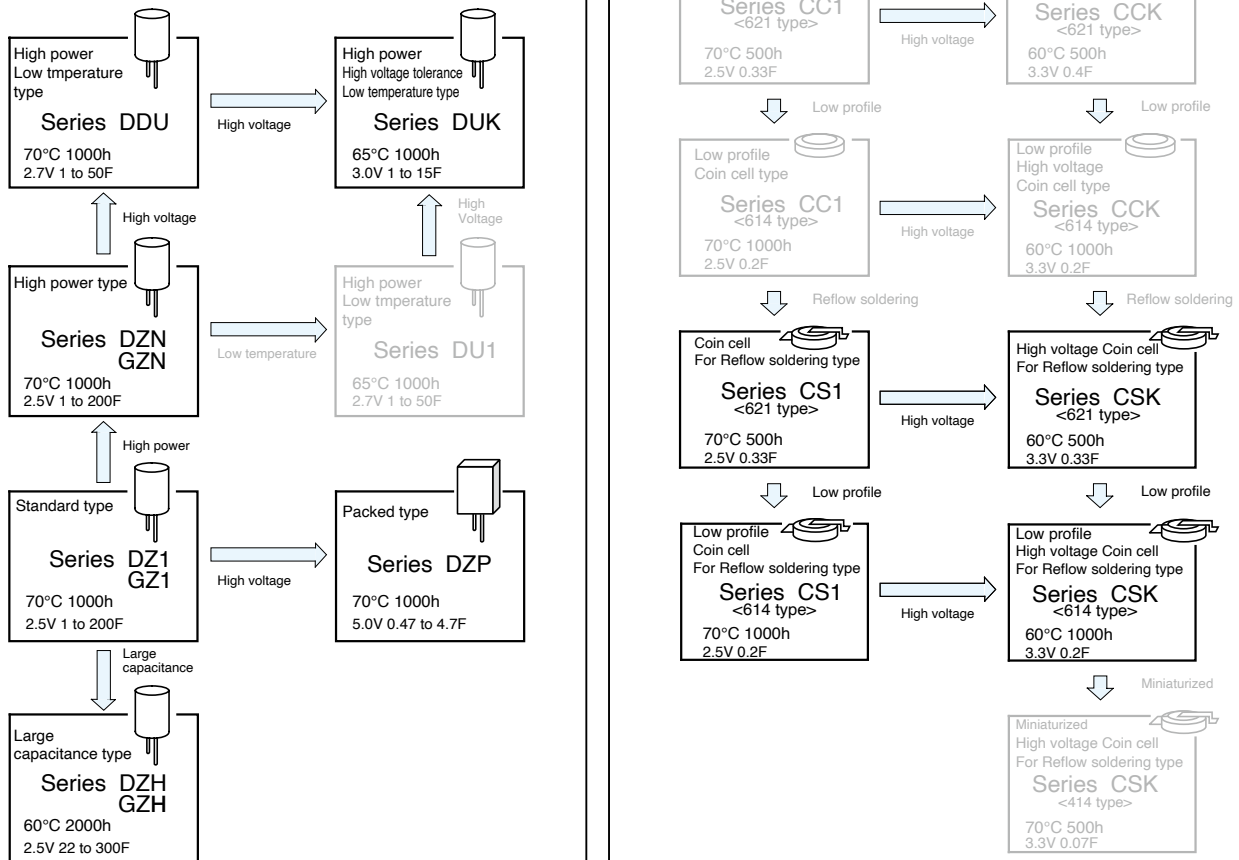 High power
Low tmperature
type
Series DDU
70°C 1000h
2.7V 1 to 50F
High voltage
High power
High voltage tolerance
Low temperature type
Series DUK
65°C 1000h
3.0V 1 to 15F
High voltage
High
Voltage
High power type
Series DZN
GZN
70°C 1000h
2.5V 1 to 200F
Low temperature
High power
Low tmperature
type
Series DU1
65°C 1000h
2.7V 1 to 50F
High power
Standard type
Series DZ1
GZ1
70°C 1000h
2.5V 1 to 200F
High voltage
Packed type
Series DZP
70°C 1000h
5.0V 0.47 to 4.7F
Large
capacitance
Large
capacitance type
Series DZH
GZH
60°C 2000h
2.5V 22 to 300F
Series CC1
<621 type>
70°C 500h
2.5V 0.33F
High voltage
Series CCK
<621 type>
60°C 500h
3.3V 0.4F
Low profile
Low profile
Low profile
Coin cell type
Series CC1
<614 type>
70°C 1000h
2.5V 0.2F
High voltage
Low profile
High voltage
Coin cell type
Series CCK
<614 type>
60°C 1000h
3.3V 0.2F
Reflow soldering
Reflow soldering
Coin cell
For Reflow soldering type
Series CS1
<621 type>
70°C 500h
2.5V 0.33F
High voltage
High voltage Coin cell
For Reflow soldering type
Series CSK
<621 type>
60°C 500h
3.3V 0.33F
Low profile
Low profile
Low profile
Coin cell
For Reflow soldering type
Series CS1
<614 type>
70°C 1000h
2.5V 0.2F
High voltage
Low profile
High voltage Coin cell
For Reflow soldering type
Series CSK
<614 type>
60°C 1000h
3.3V 0.2F
Miniaturized
Miniaturized
High voltage Coin cell
For Reflow soldering type
Series CSK
<414 type>
70°C 500h
3.3V 0.07F